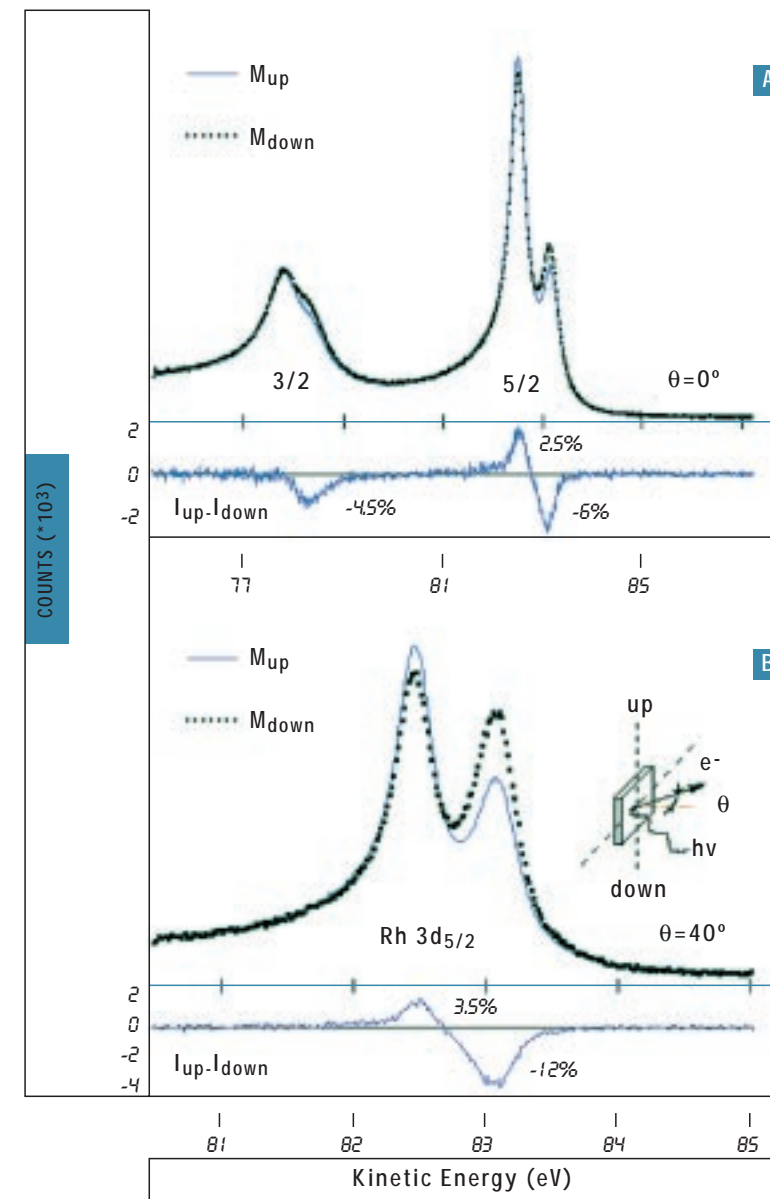 COUNTS (*10³)
A
Mup
Mdown
3/2
5/2
θ=0º
2
0
-2
2.5%
Iup-Idown
-4.5%
-6%
77
81
85
B
Mup
Mdown
up
e-
θ
hv
down
Rh 3d5/2
θ=40º
2
0
-2
-4
3.5%
Iup-Idown
-12%
81
82
83
84
85
Kinetic Energy (eV)